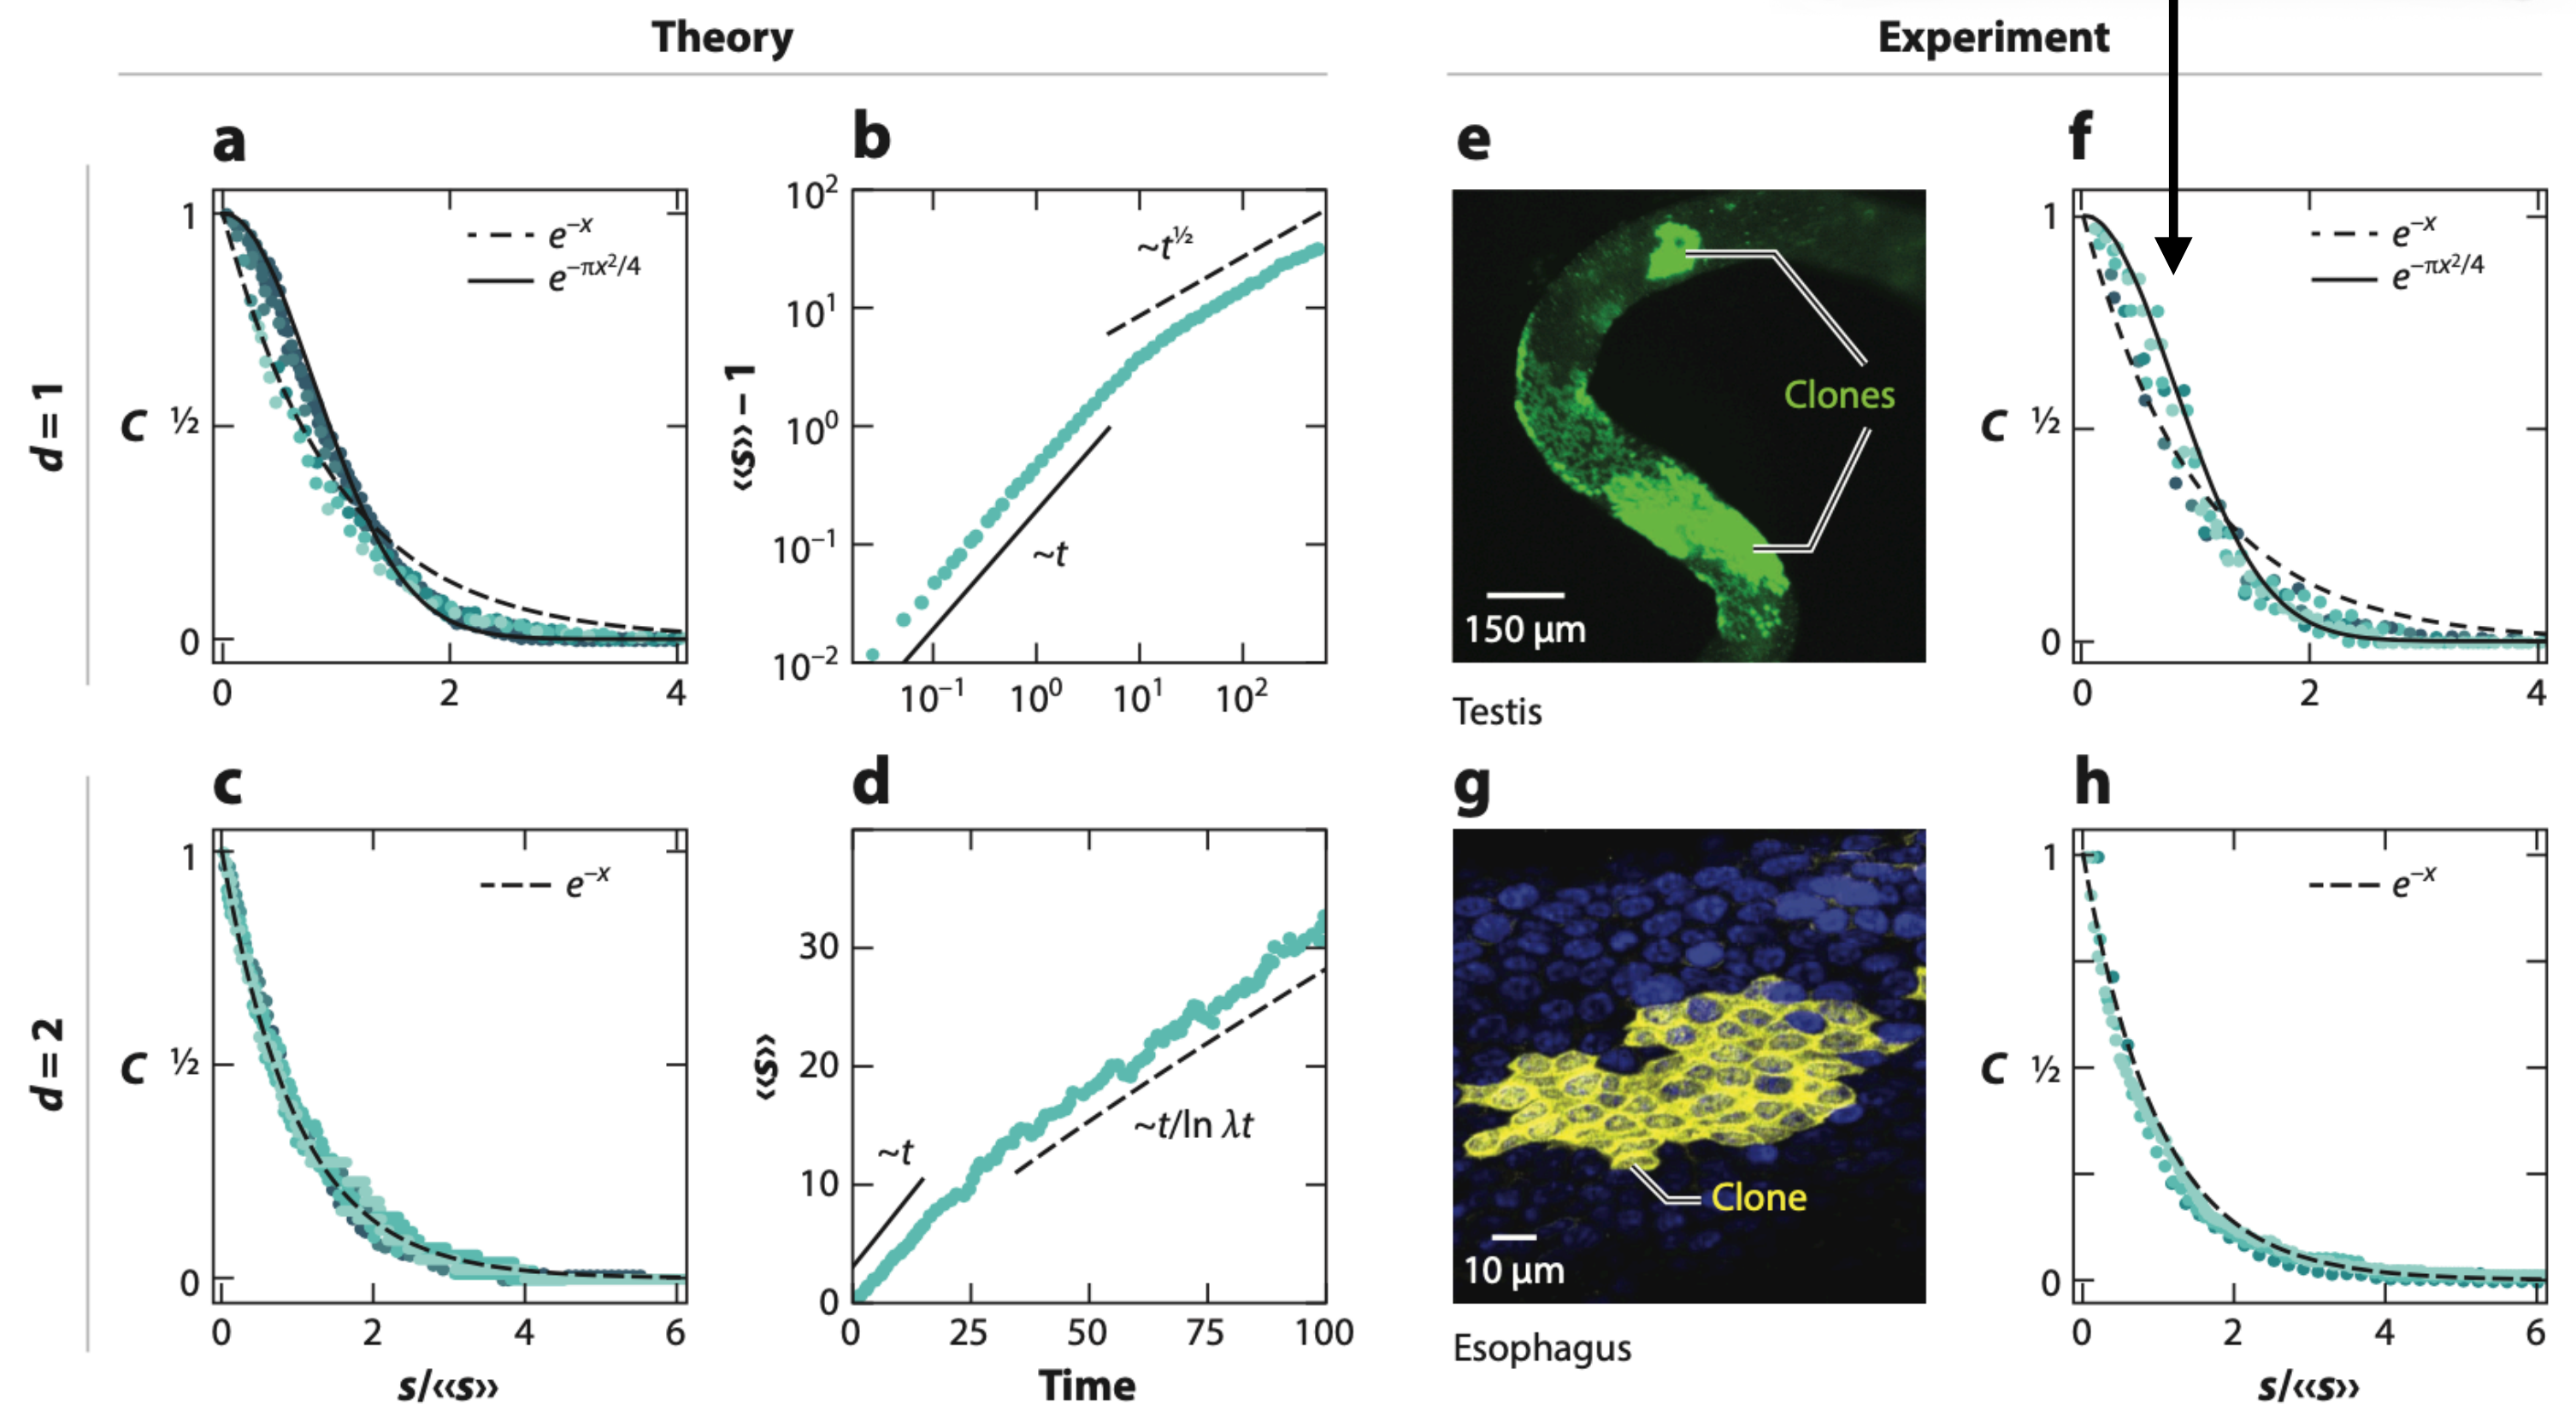 Theory
Experiment
d = 1
a
1
½
0
C
0 2 4
e⁻ˣ
e^−πx²/4
b
10²
10¹
10⁰
10⁻¹
10⁻²
⟪s⟫ − 1
~t^½
~t
10⁻¹ 10⁰ 10¹ 10²
e
Clones
150 μm
Testis
f
1
½
0
C
0 2 4
e⁻ˣ
e^−πx²/4
d = 2
c
1
½
0
C
e⁻ˣ
0 2 4 6
s/⟪s⟫
d
30
20
10
0
⟪s⟫
~t
~t/ln λt
0 25 50 75 100
Time
g
Clone
10 μm
Esophagus
h
1
½
0
C
e⁻ˣ
0 2 4 6
s/⟪s⟫